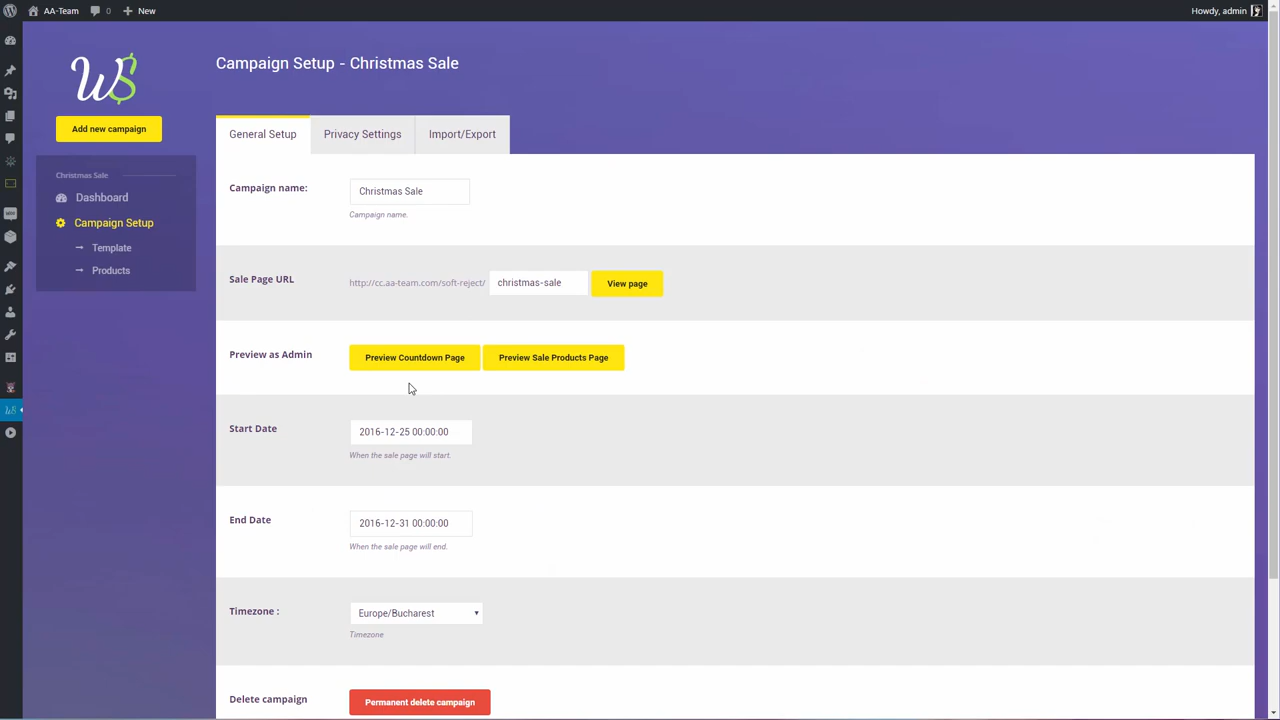 AA-Team 0 New Howdy, admin
WS
Add new campaign
Christmas Sale
Dashboard
Campaign Setup
Template
Products
Campaign Setup - Christmas Sale
General Setup Privacy Settings Import/Export
Campaign name: Christmas Sale
Campaign name.
Sale Page URL http://cc.aa-team.com/soft-reject/ christmas-sale View page
Preview as Admin Preview Countdown Page Preview Sale Products Page
Start Date 2016-12-25 00:00:00
When the sale page will start.
End Date 2016-12-31 00:00:00
When the sale page will end.
Timezone : Europe/Bucharest
Timezone
Delete campaign Permanent delete campaign